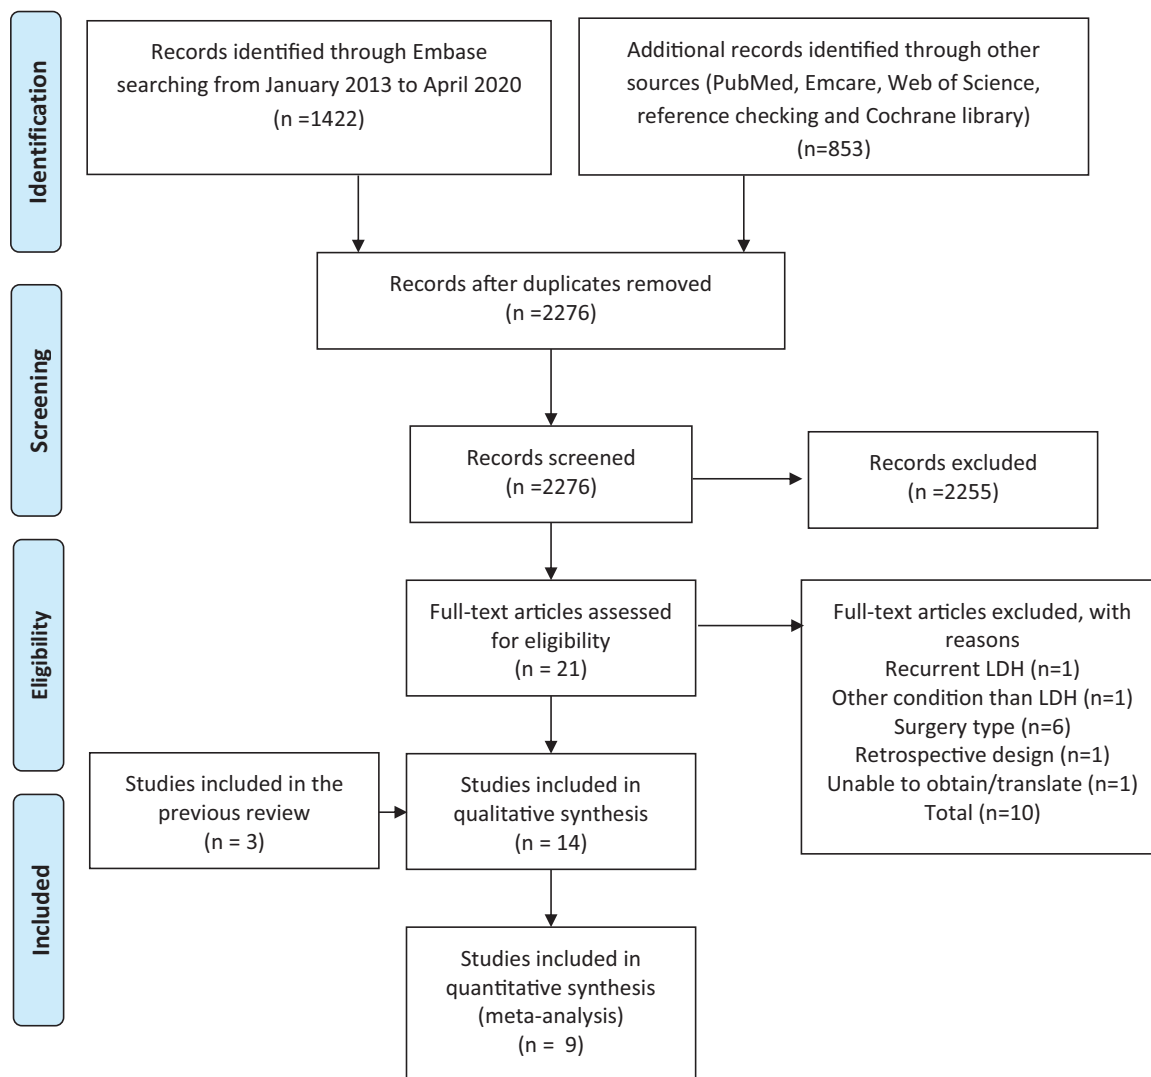 Identification
Records identified through Embase
searching from January 2013 to April 2020
(n =1422)
Additional records identified through other
sources (PubMed, Emcare, Web of Science,
reference checking and Cochrane library)
(n=853)
Records after duplicates removed
(n =2276)
Screening
Records screened
(n =2276)
Records excluded
(n =2255)
Eligibility
Full-text articles assessed
for eligibility
(n = 21)
Full-text articles excluded, with
reasons
Recurrent LDH (n=1)
Other condition than LDH (n=1)
Surgery type (n=6)
Retrospective design (n=1)
Unable to obtain/translate (n=1)
Total (n=10)
Studies included in the
previous review
(n = 3)
Studies included in
qualitative synthesis
(n = 14)
Included
Studies included in
quantitative synthesis
(meta-analysis)
(n =  9)